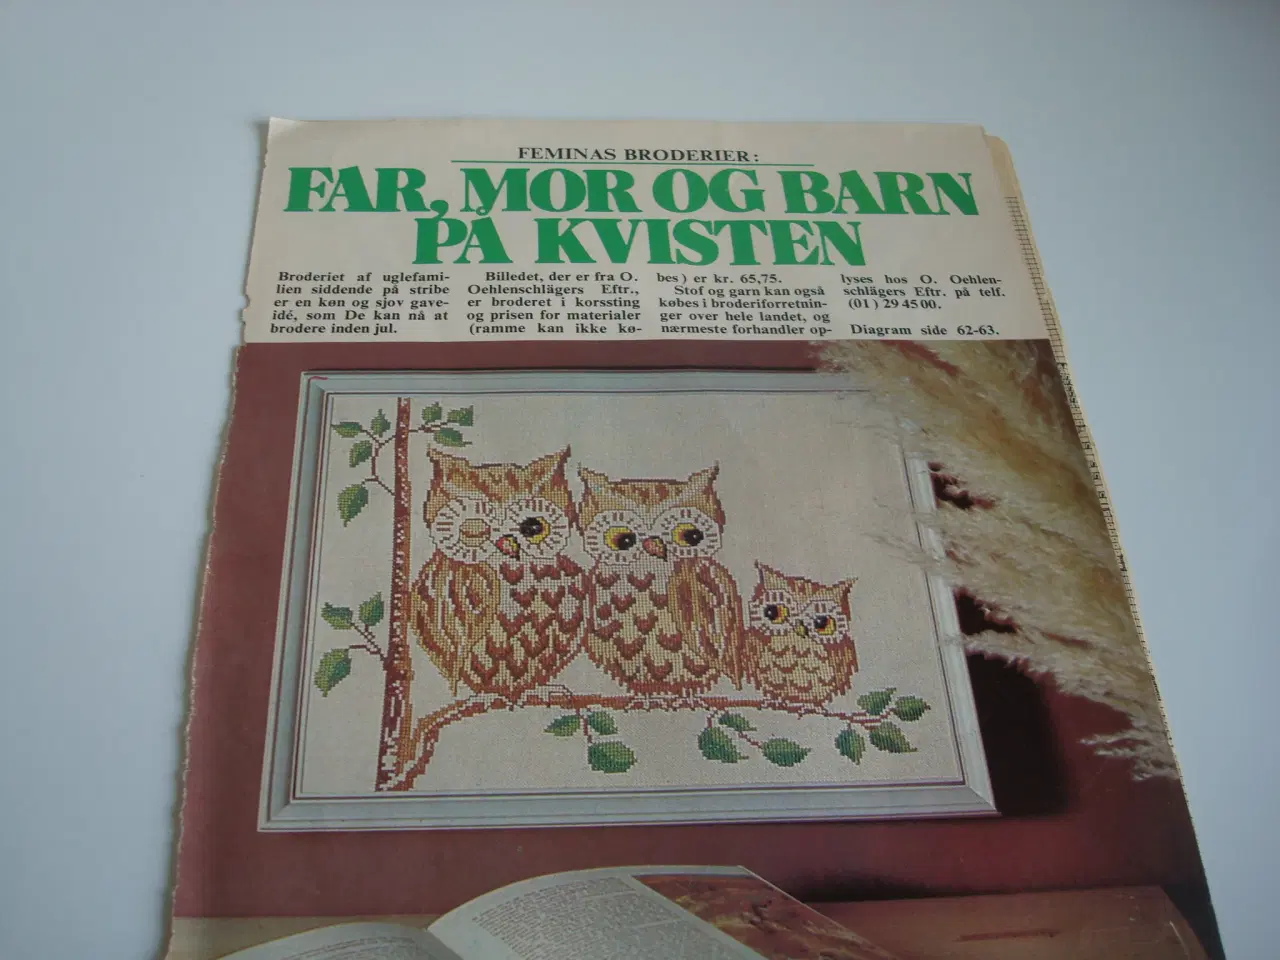 FEMINAS BRODERIER:
FAR, MOR OG BARN
PÅ KVISTEN
Broderiet af uglefami-
lien siddende på stribe
er en køn og sjov gave-
idé, som De kan nå at
brodere inden jul.
Billedet, der er fra O.
Oehlenschlägers Eftr.,
er broderet i korssting
og prisen for materialer
(ramme kan ikke kø-
bes) er kr. 65,75.
Stof og garn kan også
købes i broderiforretnin-
ger over hele landet, og
nærmeste forhandler op-
lyses hos O. Oehlen-
schlägers Eftr. på telf.
(01) 29 45 00.
Diagram side 62-63.